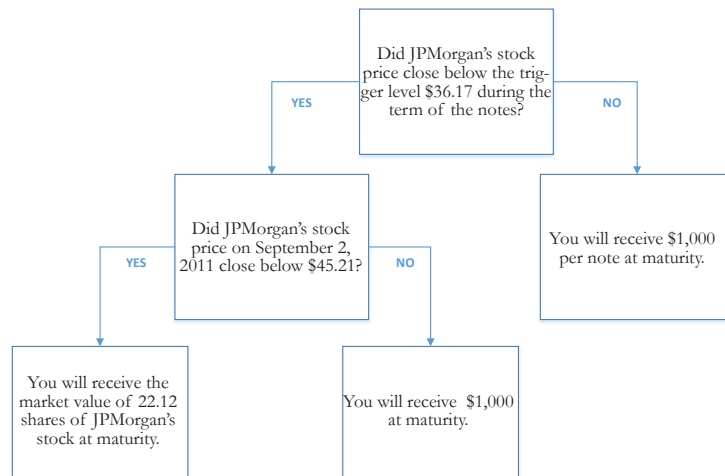 Did JPMorgan's stock
price close below the trig-
ger level $36.17 during the
term of the notes?
YES
NO
Did JPMorgan's stock
price on September 2,
2011 close below $45.21?
You will receive $1,000
per note at maturity.
YES
NO
You will receive the
market value of 22.12
shares of JPMorgan's
stock at maturity.
You will receive $1,000
at maturity.